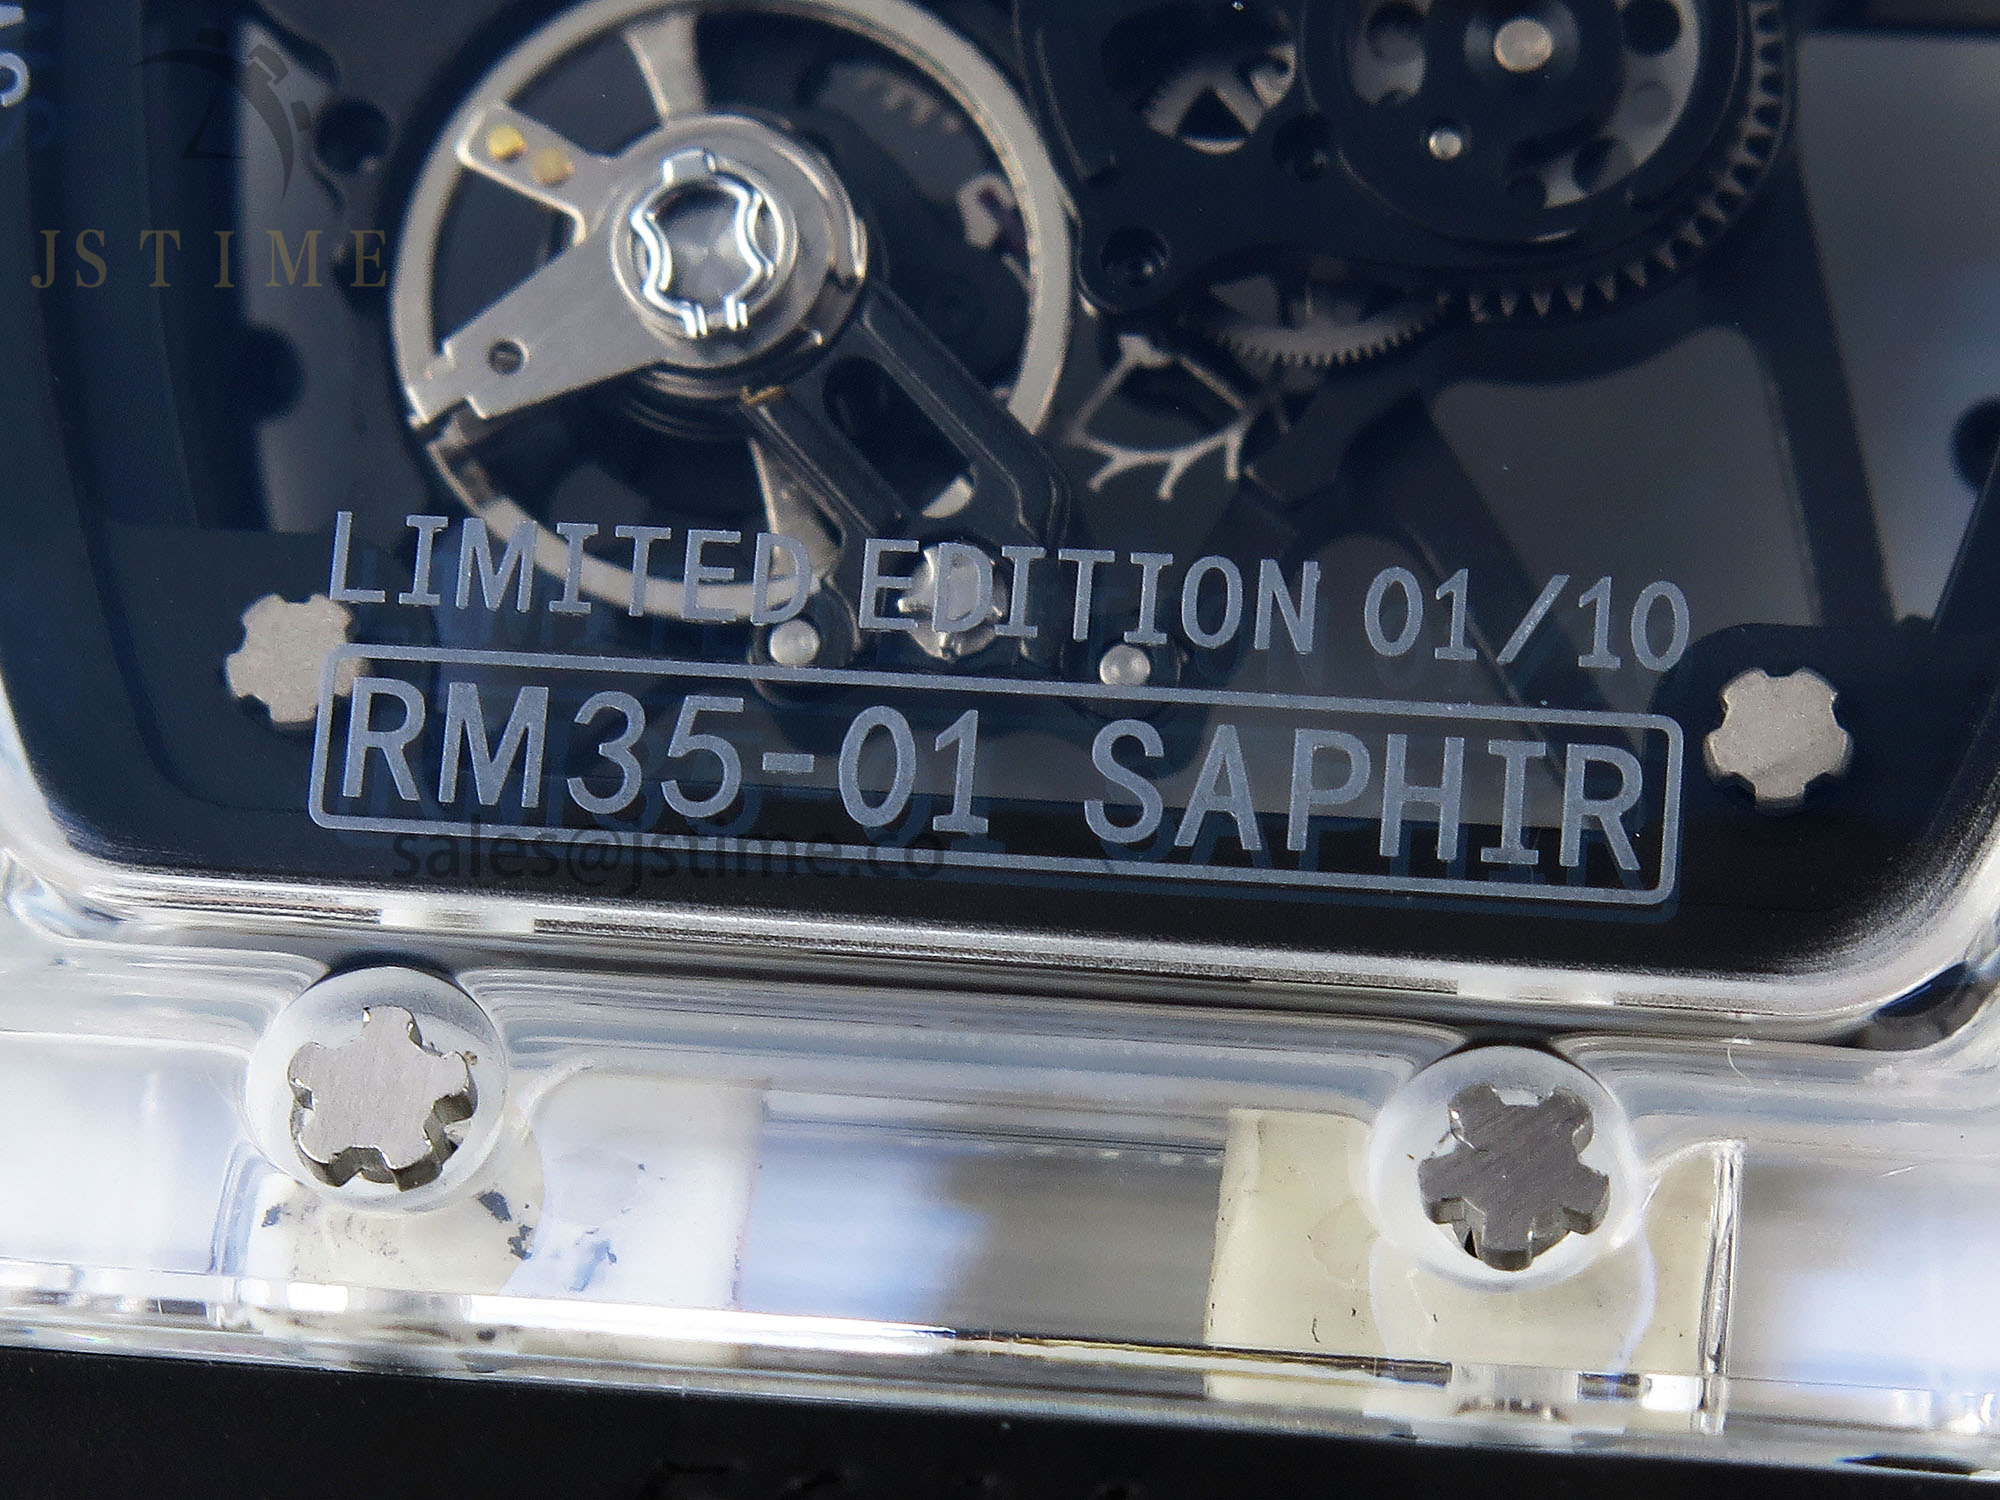 JSTIME
LIMITED EDITION 01/10
RM35-01 SAPHIR
sales@jstime.co